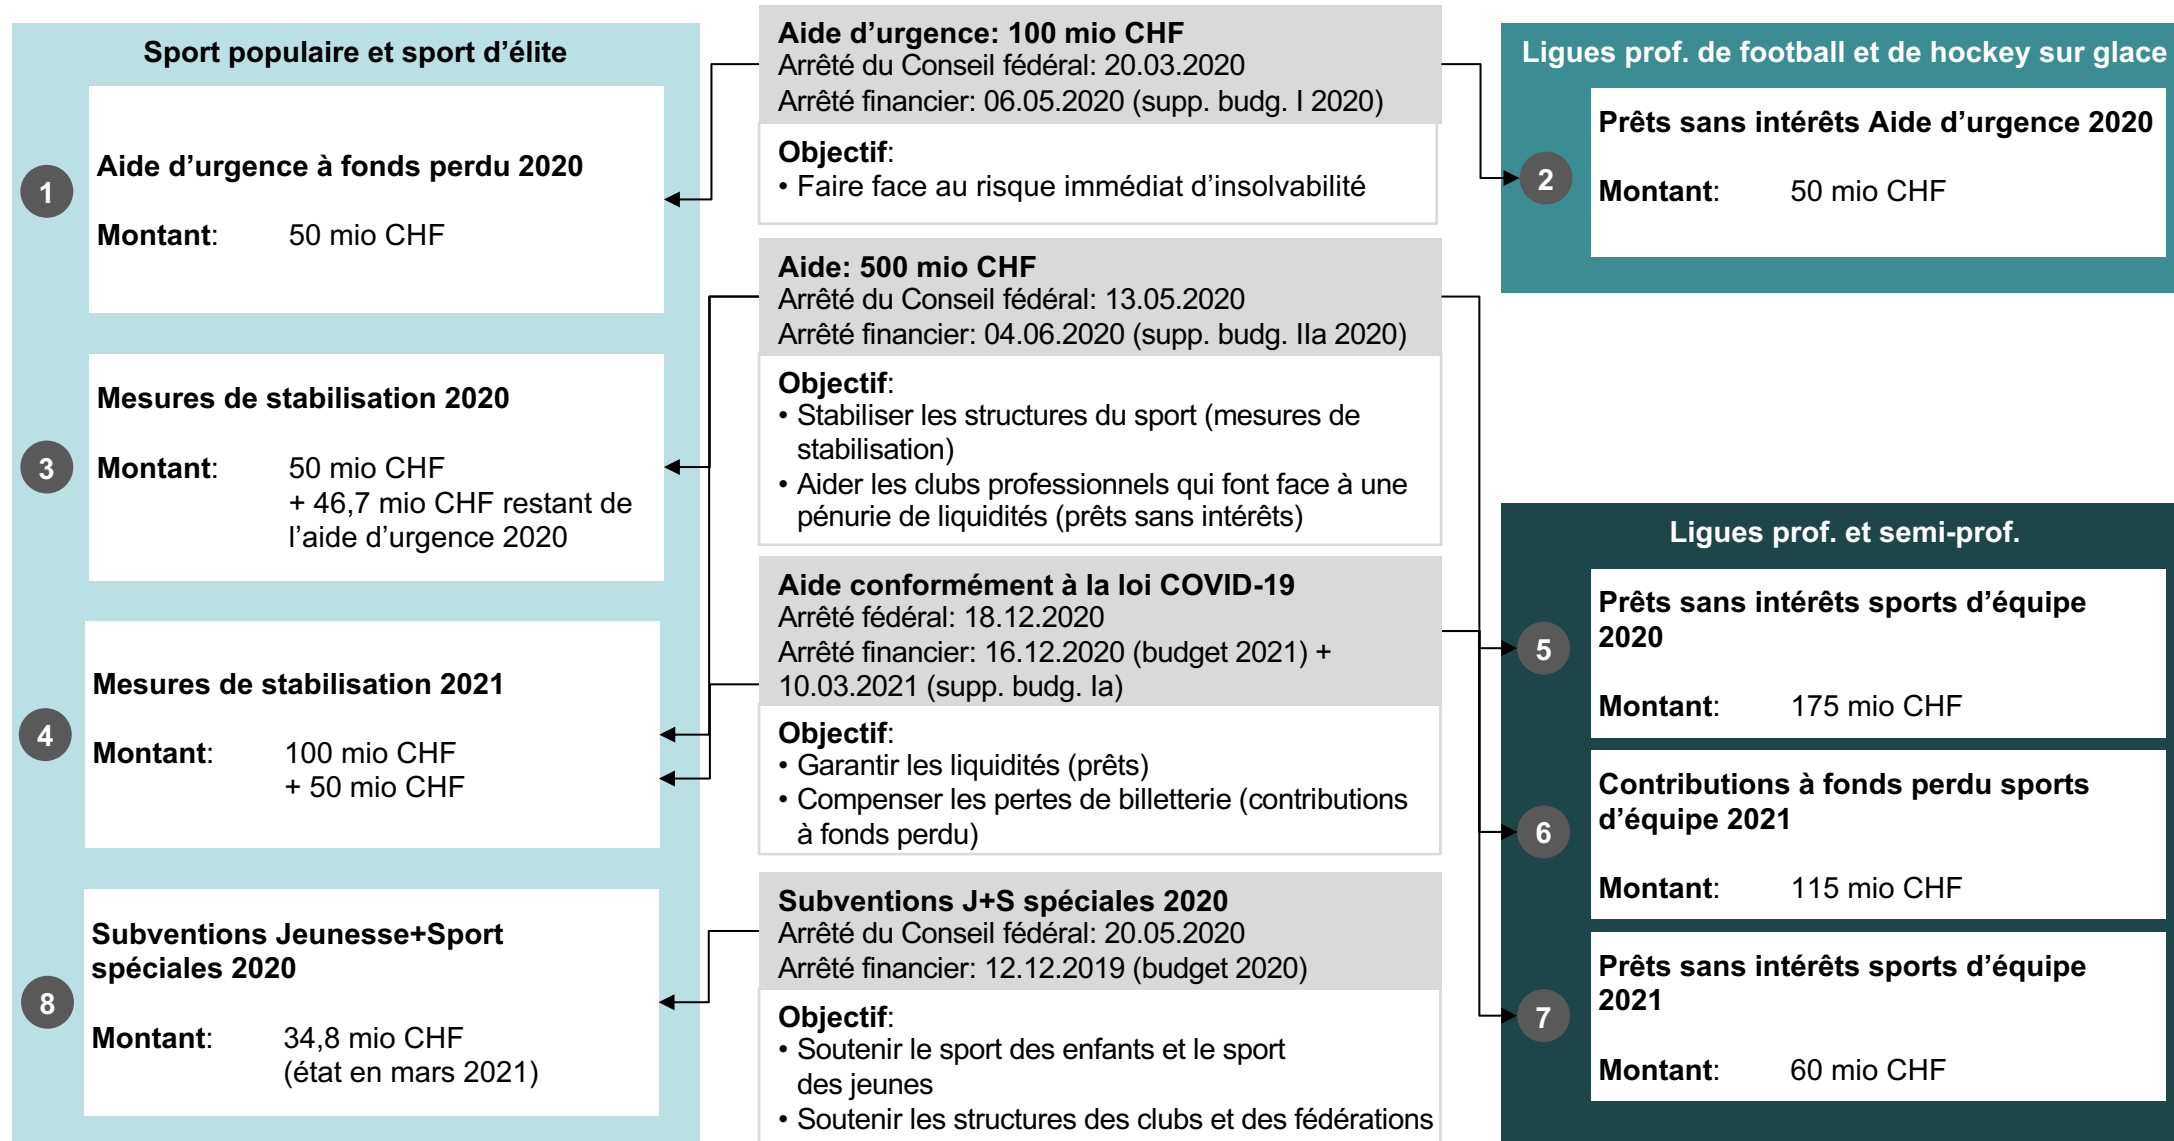 Sport populaire et sport d’élite
1
Aide d’urgence à fonds perdu 2020
Montant: 50 mio CHF
3
Mesures de stabilisation 2020
Montant: 50 mio CHF
+ 46,7 mio CHF restant de
l’aide d’urgence 2020
4
Mesures de stabilisation 2021
Montant: 100 mio CHF
+ 50 mio CHF
8
Subventions Jeunesse+Sport
spéciales 2020
Montant: 34,8 mio CHF
(état en mars 2021)
Aide d’urgence: 100 mio CHF
Arrêté du Conseil fédéral: 20.03.2020
Arrêté financier: 06.05.2020 (supp. budg. I 2020)
Objectif:
• Faire face au risque immédiat d’insolvabilité
Aide: 500 mio CHF
Arrêté du Conseil fédéral: 13.05.2020
Arrêté financier: 04.06.2020 (supp. budg. IIa 2020)
Objectif:
• Stabiliser les structures du sport (mesures de
stabilisation)
• Aider les clubs professionnels qui font face à une
pénurie de liquidités (prêts sans intérêts)
Aide conformément à la loi COVID-19
Arrêté fédéral: 18.12.2020
Arrêté financier: 16.12.2020 (budget 2021) +
10.03.2021 (supp. budg. Ia)
Objectif:
• Garantir les liquidités (prêts)
• Compenser les pertes de billetterie (contributions
à fonds perdu)
Subventions J+S spéciales 2020
Arrêté du Conseil fédéral: 20.05.2020
Arrêté financier: 12.12.2019 (budget 2020)
Objectif:
• Soutenir le sport des enfants et le sport
des jeunes
• Soutenir les structures des clubs et des fédérations
Ligues prof. de football et de hockey sur glace
2
Prêts sans intérêts Aide d’urgence 2020
Montant: 50 mio CHF
Ligues prof. et semi-prof.
5
Prêts sans intérêts sports d’équipe
2020
Montant: 175 mio CHF
6
Contributions à fonds perdu sports
d’équipe 2021
Montant: 115 mio CHF
7
Prêts sans intérêts sports d’équipe
2021
Montant: 60 mio CHF